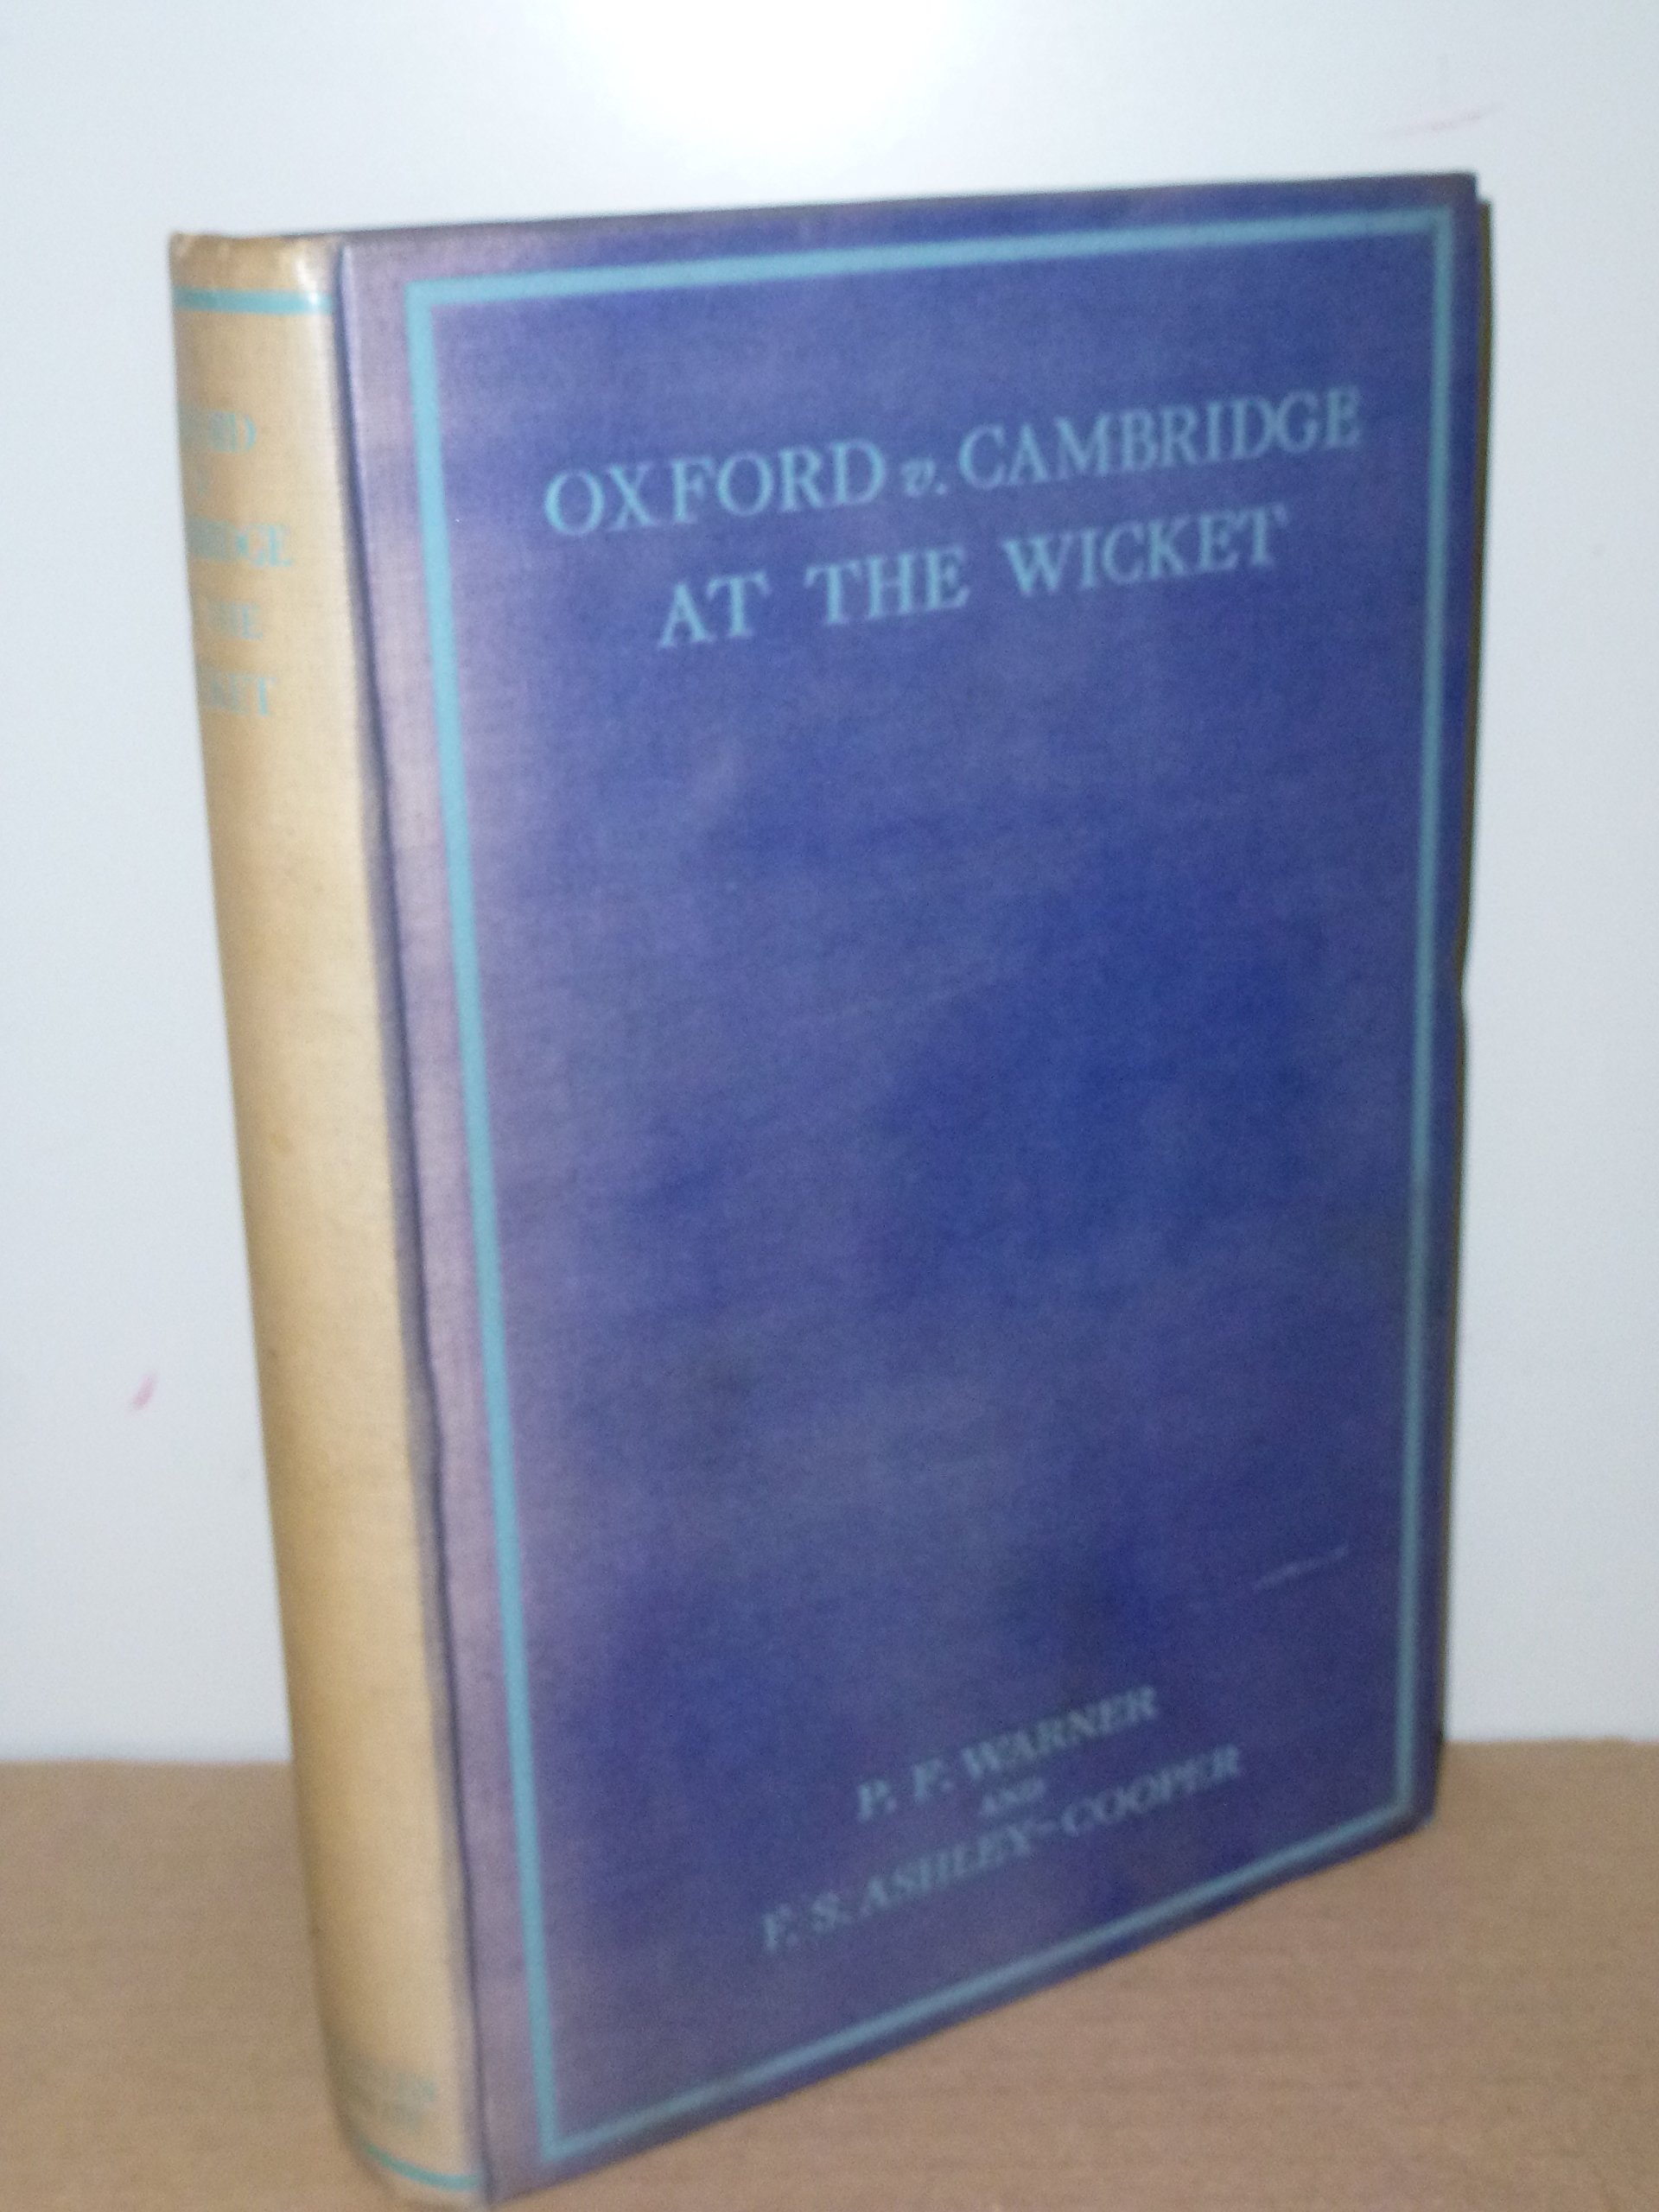 OXFORD v. CAMBRIDGE
AT THE WICKET
P. F. WARNER
AND
F. S. ASHLEY-COOPER